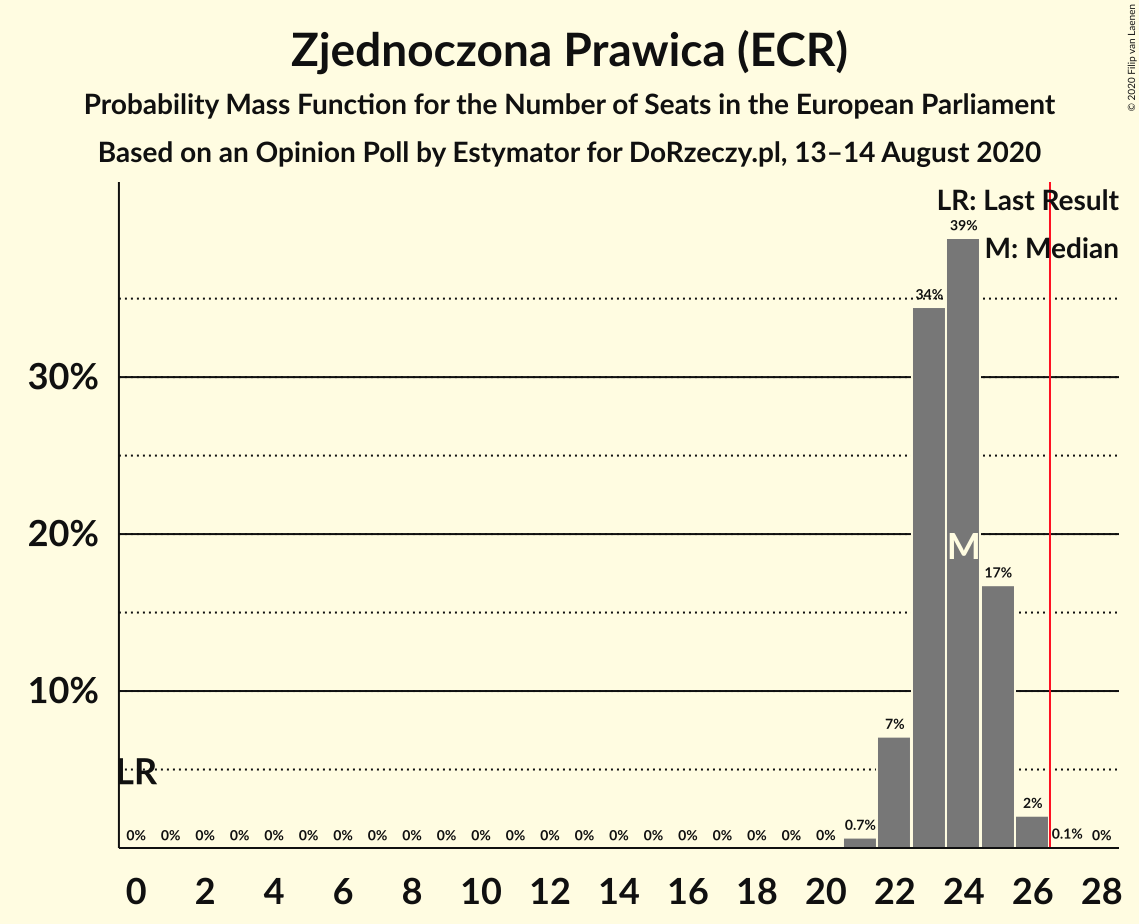 Zjednoczona Prawica (ECR)
Probability Mass Function for the Number of Seats in the European Parliament
Based on an Opinion Poll by Estymator for DoRzeczy.pl, 13–14 August 2020
© 2020 Filip van Laenen
LR: Last Result
M: Median
39%
34%
30%
20%
M
17%
10%
7%
LR
2%
0% 0% 0% 0% 0% 0% 0% 0% 0% 0% 0% 0% 0% 0% 0% 0% 0% 0% 0% 0% 0% 0.7% 0.1% 0%
0 2 4 6 8 10 12 14 16 18 20 22 24 26 28